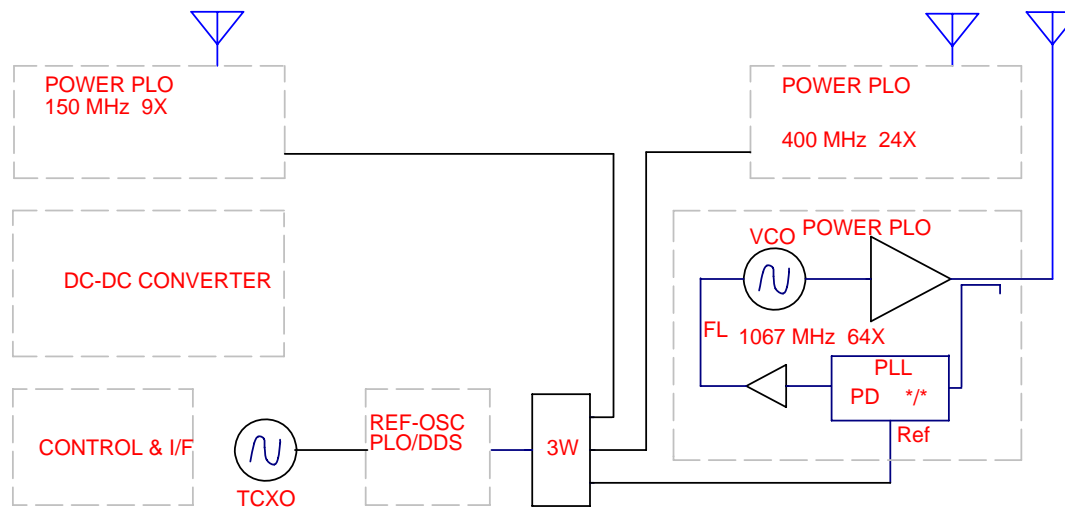 POWER PLO
150 MHz 9X
POWER PLO
400 MHz 24X
DC-DC CONVERTER
POWER PLO
VCO
FL
1067 MHz 64X
PLL
PD */*
Ref
CONTROL & I/F
TCXO
REF-OSC
PLO/DDS
3W